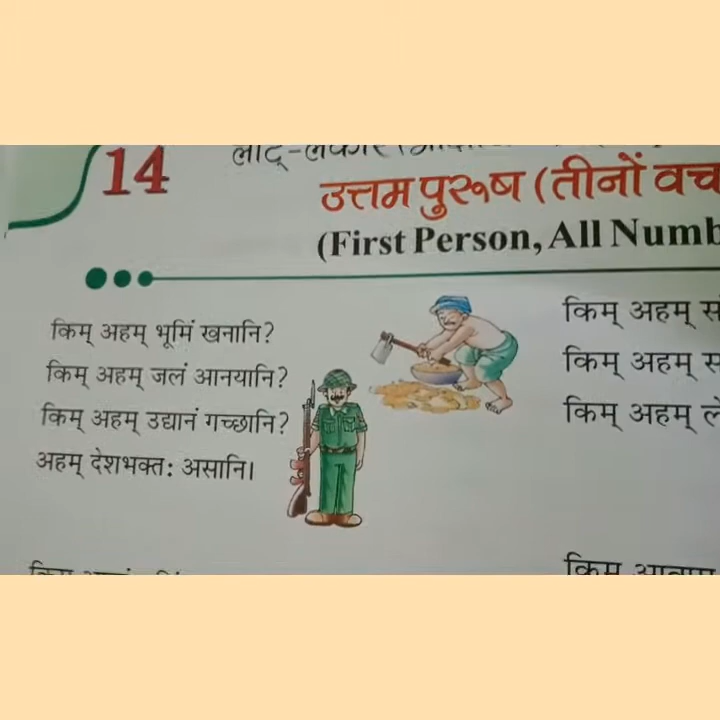 14
उत्तम पुरूष (तीनों
(First Person, All
किम् अहम् भूमिं खनानि?
किम् अहम् जलं आनयानि?
किम् अहम् उद्यानं गच्छानि?
अहम् देशभक्त: असानि।
किम् अहम्
किम् अहम्
किम् अहम्